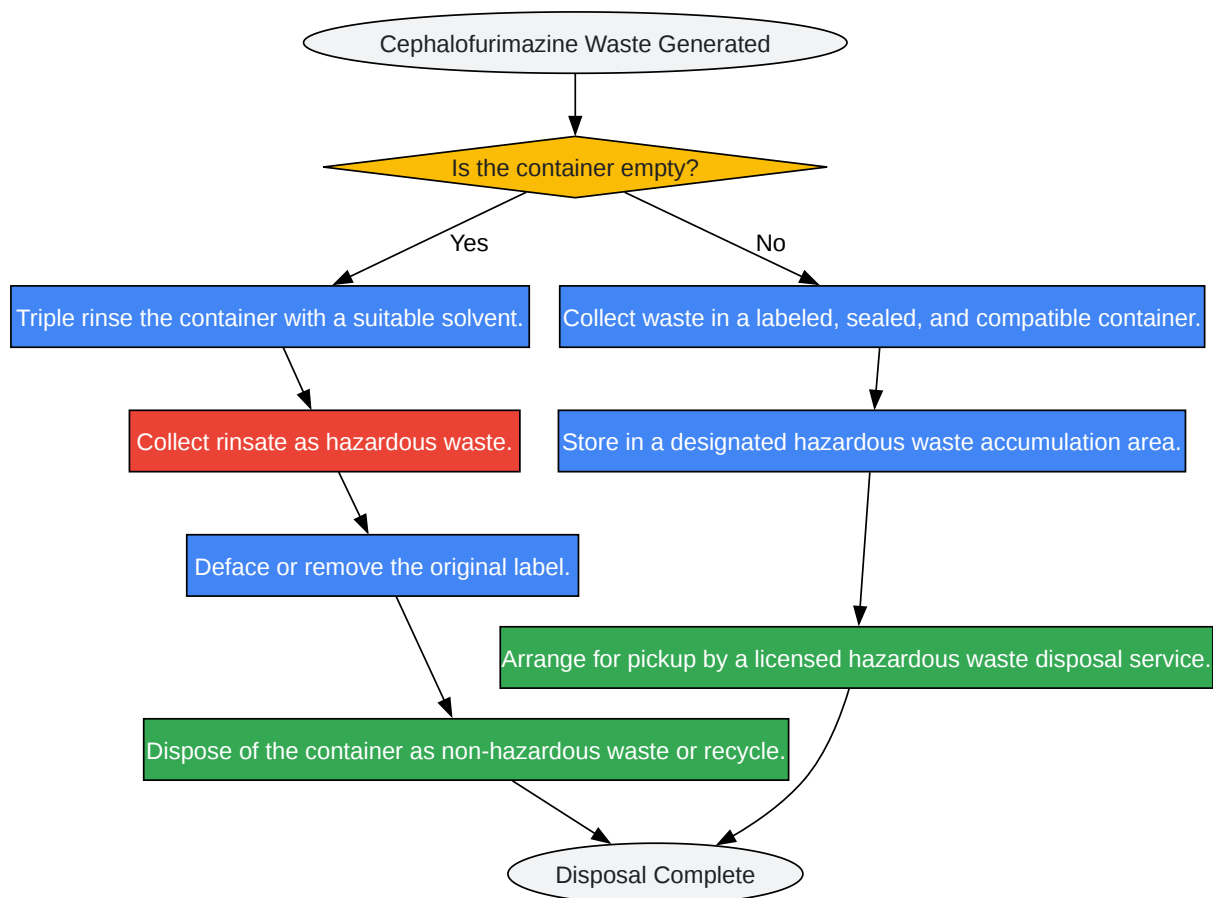 Cephalofurimazine Waste Generated
Is the container empty?
Yes
No
Triple rinse the container with a suitable solvent.
Collect waste in a labeled, sealed, and compatible container.
Collect rinsate as hazardous waste.
Store in a designated hazardous waste accumulation area.
Deface or remove the original label.
Arrange for pickup by a licensed hazardous waste disposal service.
Dispose of the container as non-hazardous waste or recycle.
Disposal Complete